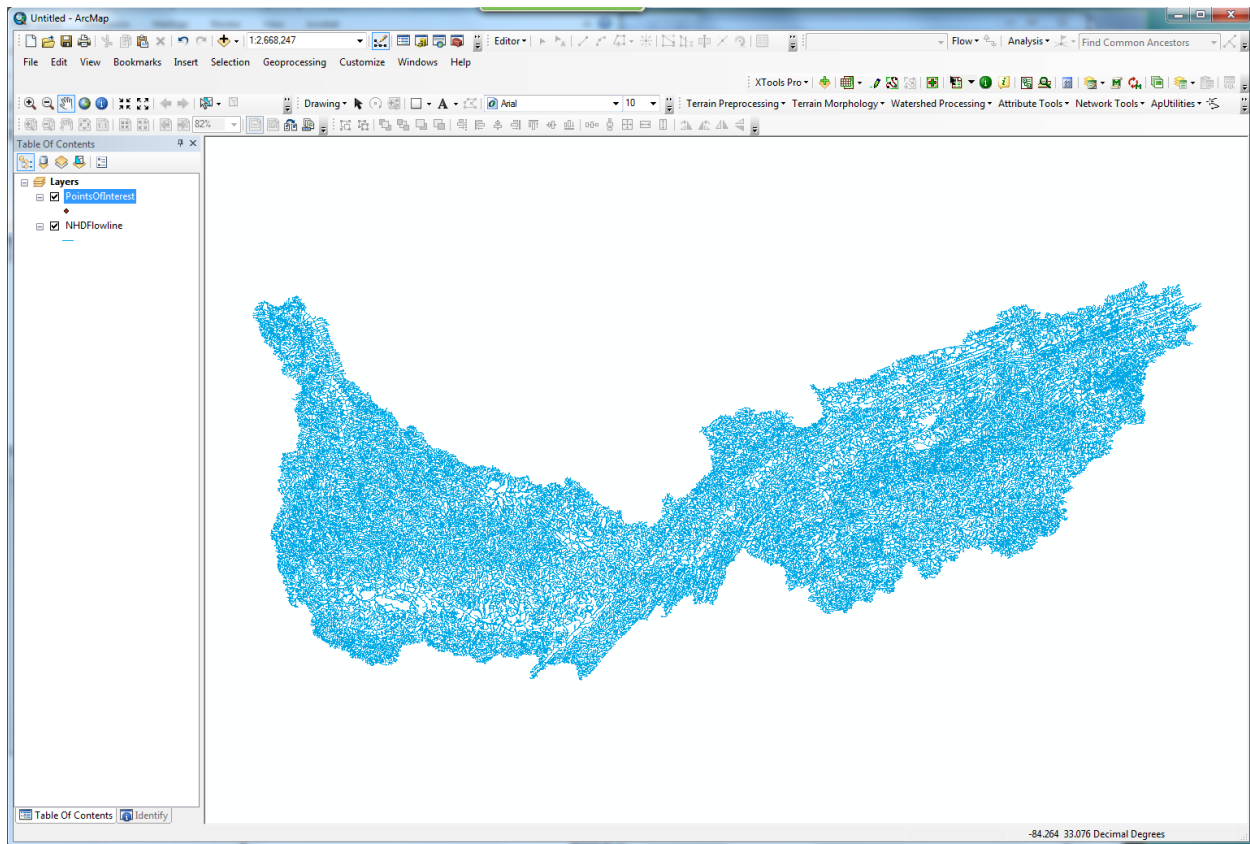 Untitled - ArcMap
1:2,668,247 Editor Flow Analysis Find Common Ancestors
File Edit View Bookmarks Insert Selection Geoprocessing Customize Windows Help
XTools Pro
Drawing A Arial 10 A Terrain Preprocessing Terrain Morphology Watershed Processing Attribute Tools Network Tools ApUtilities
82%
Table Of Contents
Layers
PointsOfInterest
NHDFlowline
Table Of Contents Identify
-84.264 33.076 Decimal Degrees